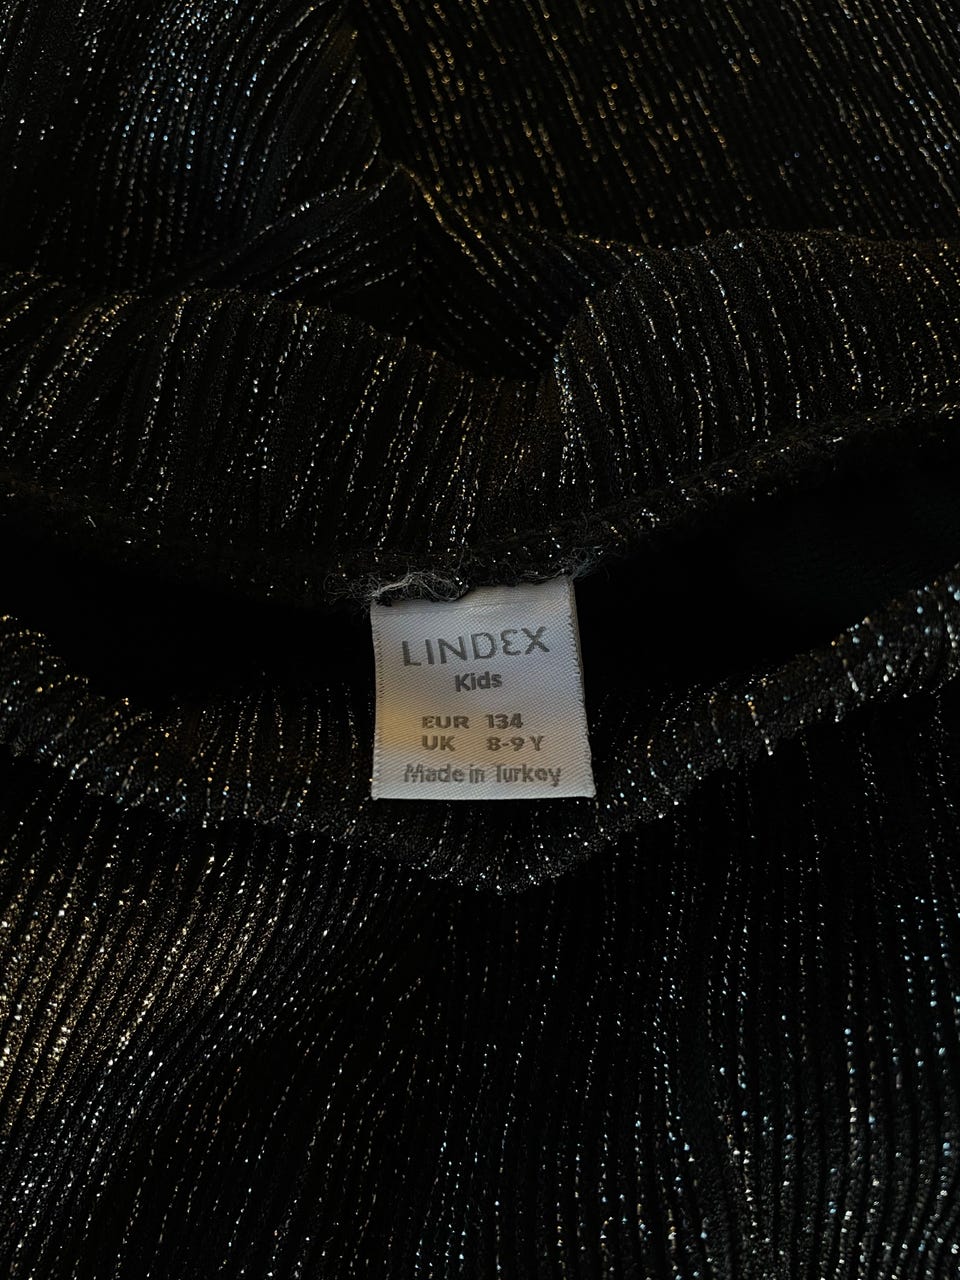 LINDEX
Kids
EUR 134
UK 8-9 Y
Made in Turkey